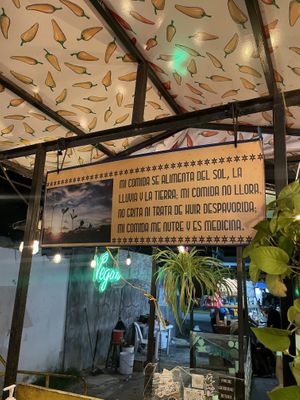 MI COMIDA SE ALIMENTA DEL SOL, LA
LLUVIA Y LA TIERRA; MI COMIDA NO LLORA,
NO GRITA NI TRATA DE HUIR DESPAVORIDA.
MI COMIDA ME NUTRE Y ES MEDICINA.
Vegan